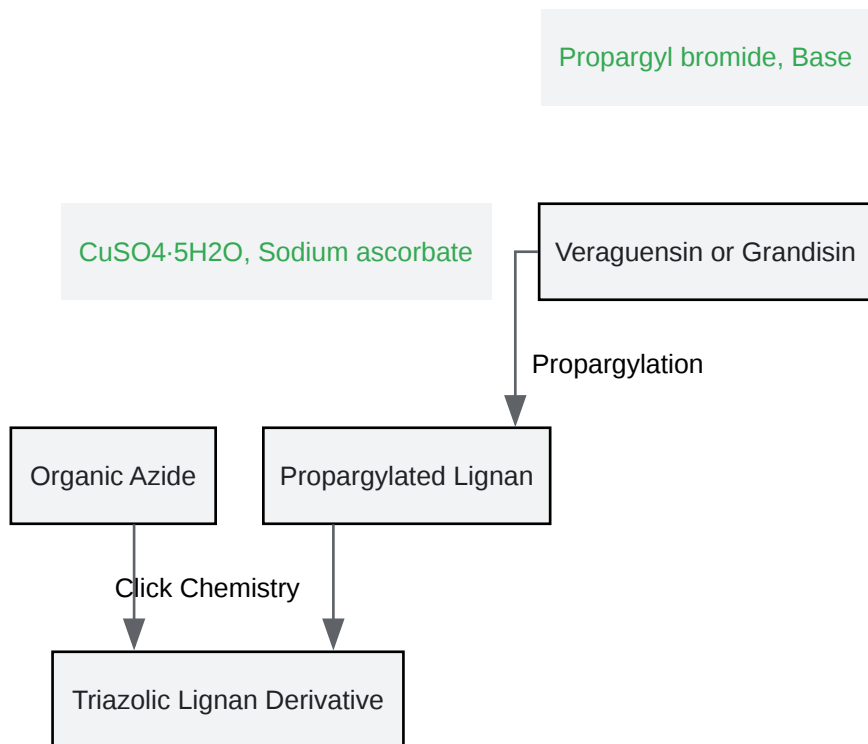 Propargyl bromide, Base
CuSO4·5H2O, Sodium ascorbate
Veraguensin or Grandisin
Propargylation
Organic Azide
Propargylated Lignan
Click Chemistry
Triazolic Lignan Derivative